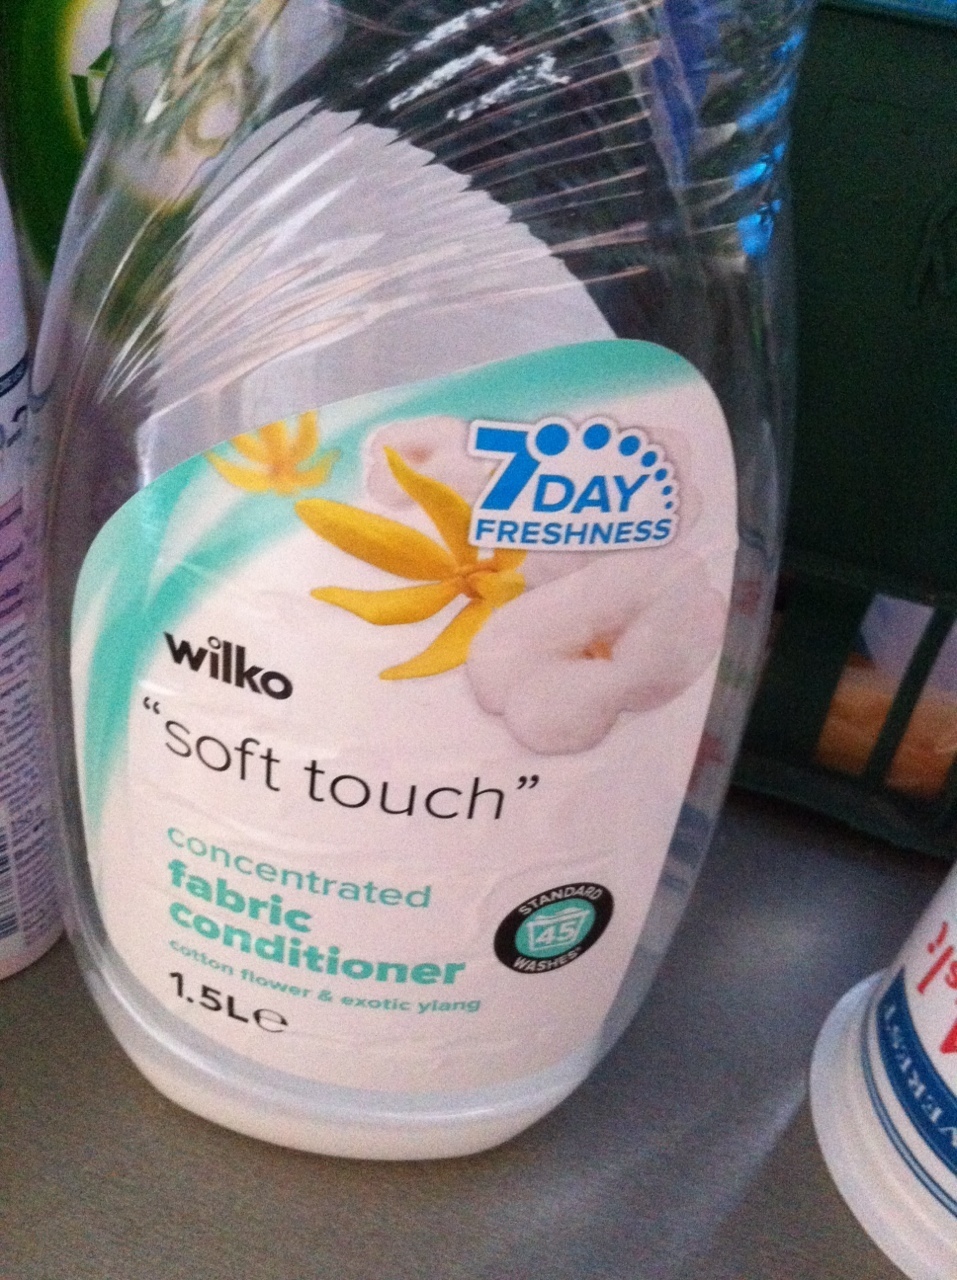 7 DAY
FRESHNESS
wilko
“soft touch”
concentrated
fabric
conditioner
cotton flower & exotic ylang
1.5L℮
STANDARD
45
WASHES*